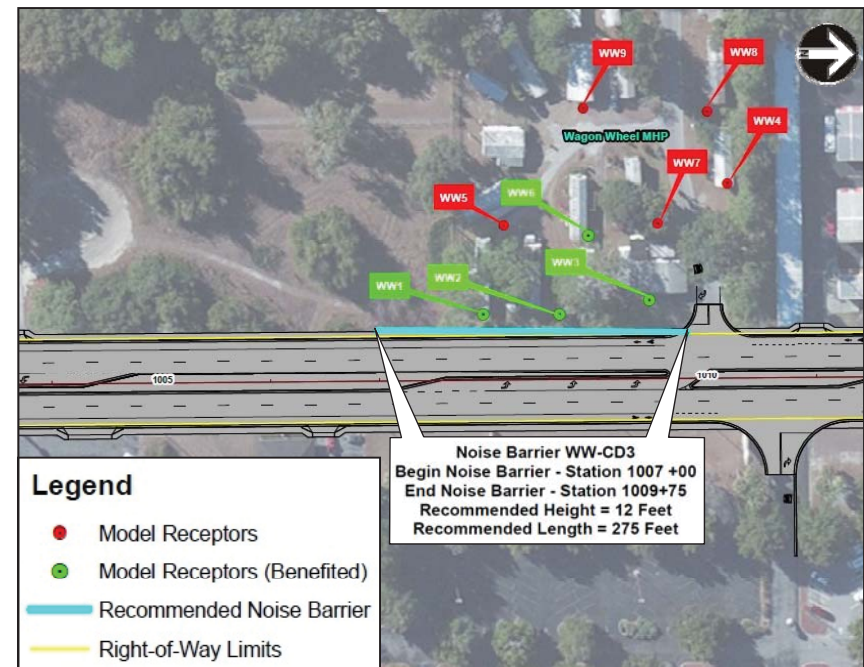 N
WW9
WW8
WW4
Wagon Wheel MHP
WW7
WW6
WW5
WW3
WW2
WW1
1005
1010
Noise Barrier WW-CD3
Begin Noise Barrier - Station 1007 +00
End Noise Barrier - Station 1009+75
Recommended Height = 12 Feet
Recommended Length = 275 Feet
Legend
Model Receptors
Model Receptors (Benefited)
Recommended Noise Barrier
Right-of-Way Limits